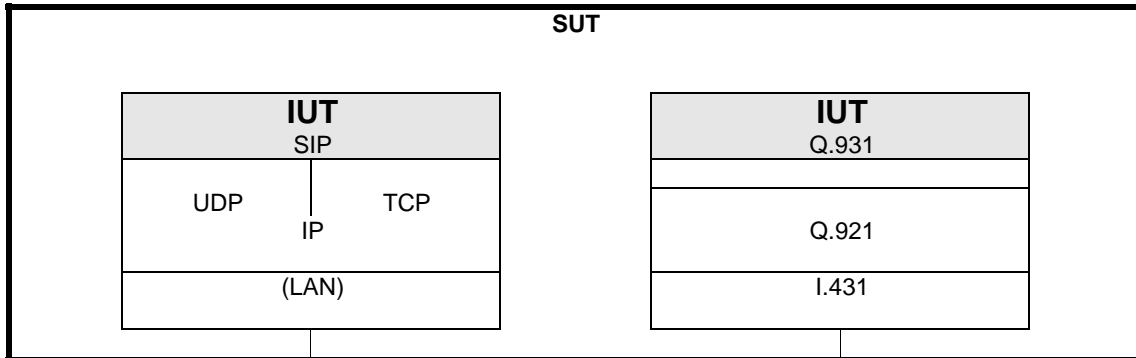 SUT
IUT
SIP
UDP TCP
IP
(LAN)
IUT
Q.931
Q.921
I.431